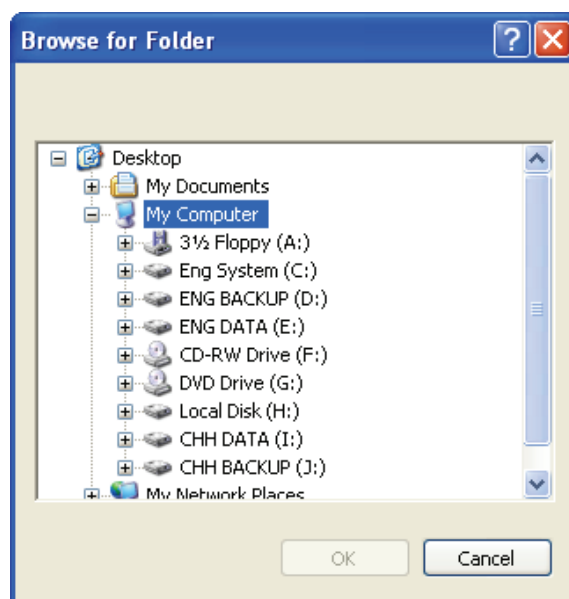 Browse for Folder
Desktop
My Documents
My Computer
3½ Floppy (A:)
Eng System (C:)
ENG BACKUP (D:)
ENG DATA (E:)
CD-RW Drive (F:)
DVD Drive (G:)
Local Disk (H:)
CHH DATA (I:)
CHH BACKUP (J:)
My Network Places
OK
Cancel